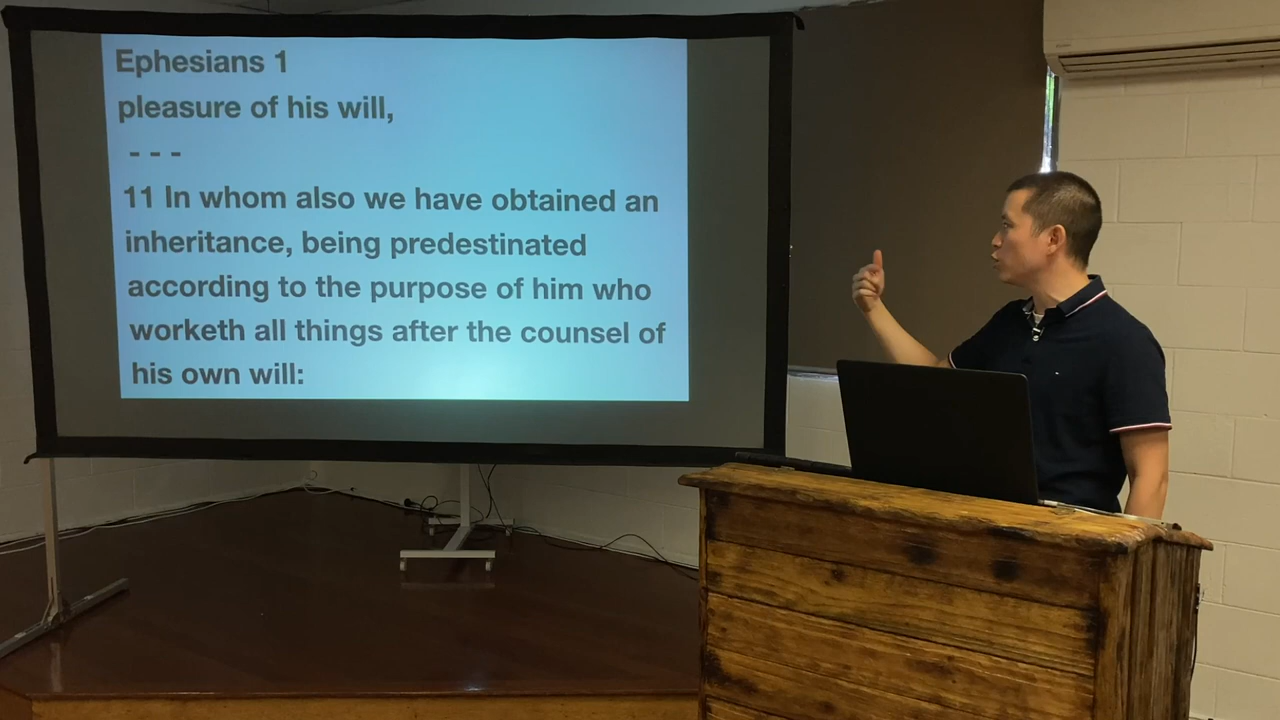 Ephesians 1
pleasure of his will,
- - -
11 In whom also we have obtained an
inheritance, being predestinated
according to the purpose of him who
worketh all things after the counsel of
his own will: